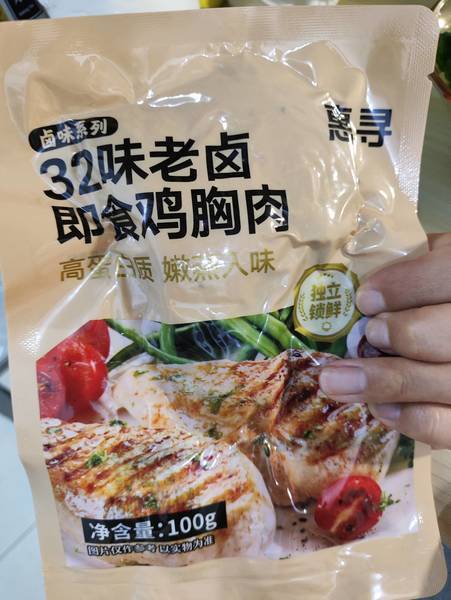 惠寻
卤味系列
32味老卤
即食鸡胸肉
高蛋白质 嫩煮入味
独立
锁鲜
净含量:100g
图片仅作参考 以实物为准